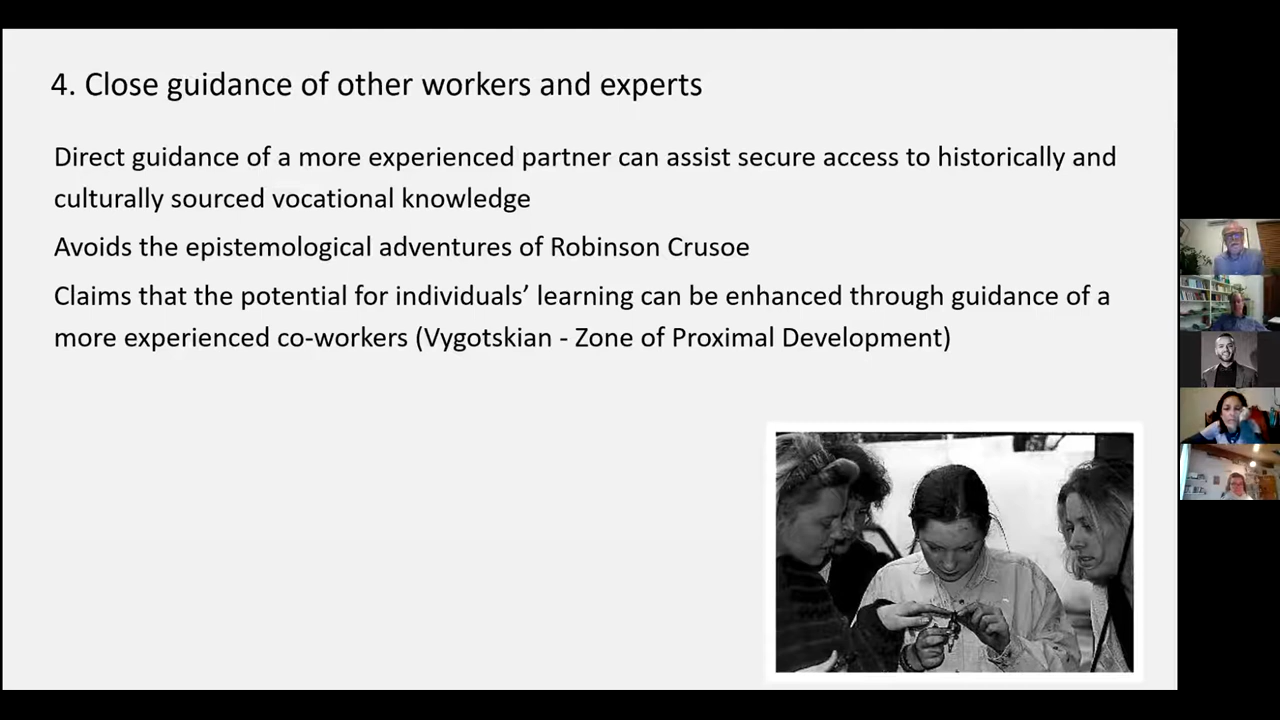 4. Close guidance of other workers and experts
Direct guidance of a more experienced partner can assist secure access to historically and
culturally sourced vocational knowledge
Avoids the epistemological adventures of Robinson Crusoe
Claims that the potential for individuals’ learning can be enhanced through guidance of a
more experienced co-workers (Vygotskian - Zone of Proximal Development)